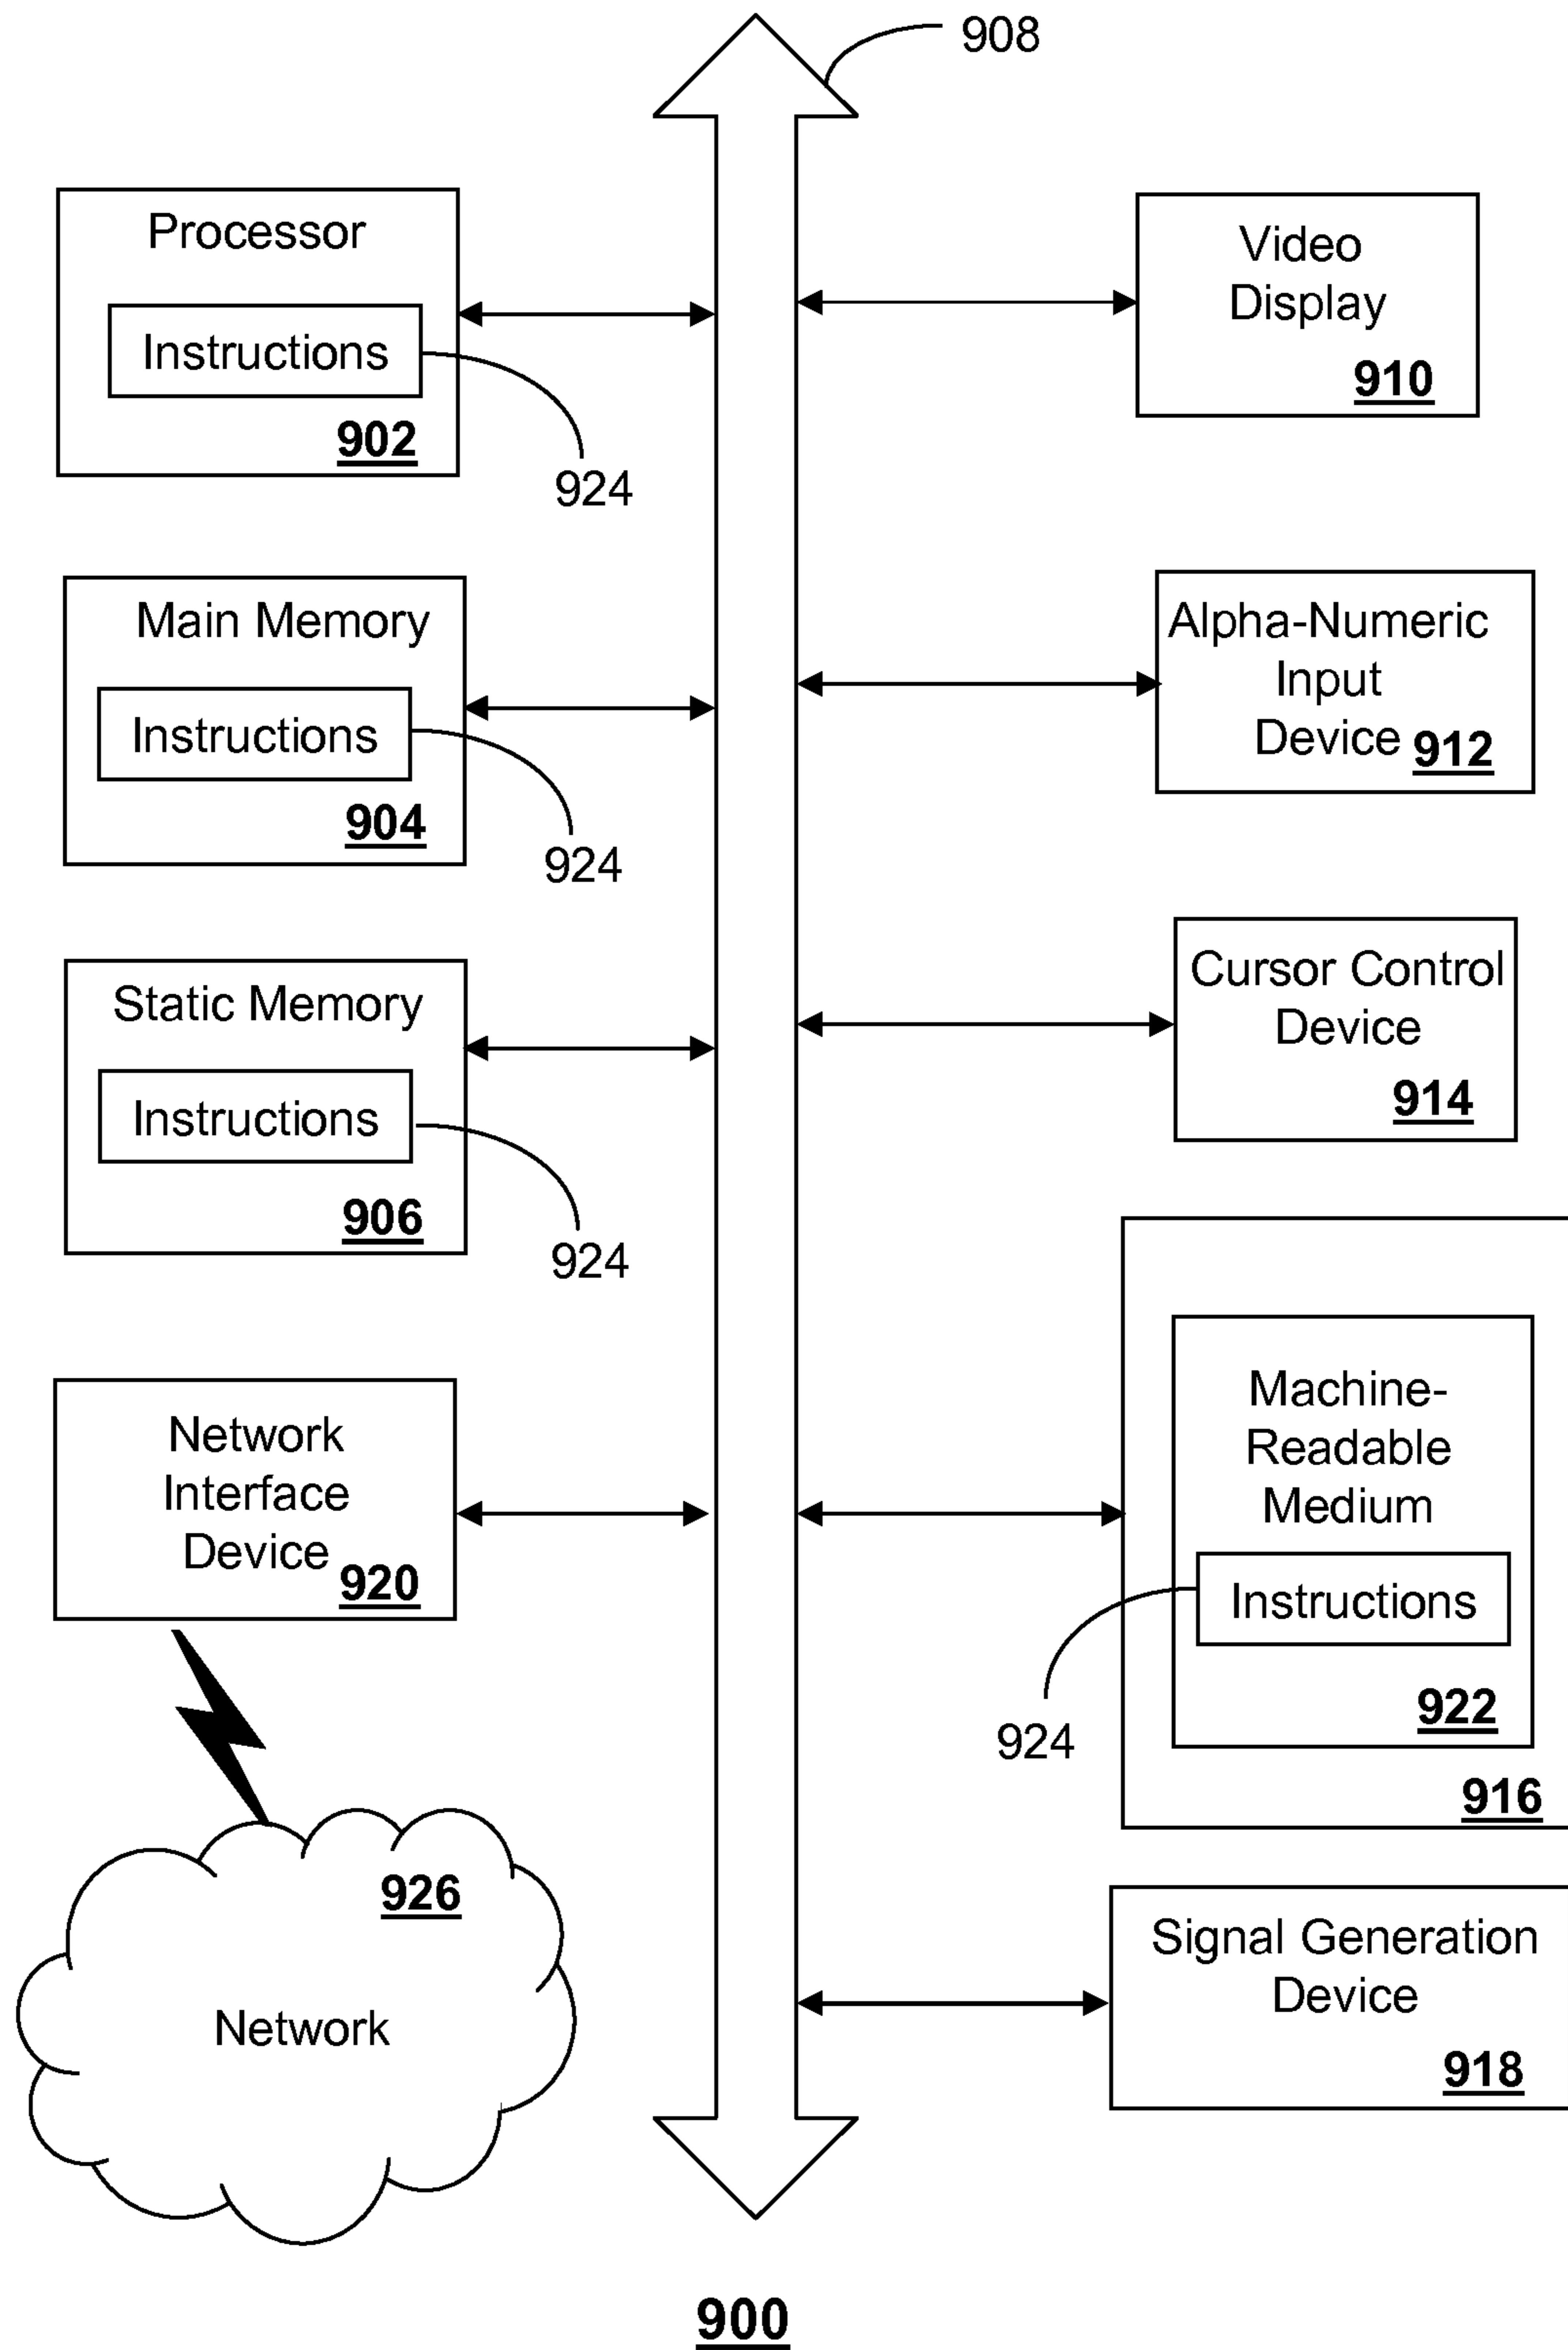 908
Processor
Instructions
902
924
Main Memory
Instructions
904
924
Static Memory
Instructions
906
924
Network
Interface
Device
920
926
Network
Video
Display
910
Alpha-Numeric
Input
Device
912
Cursor Control
Device
914
Machine-
Readable
Medium
Instructions
924
922
916
Signal Generation
Device
918
900